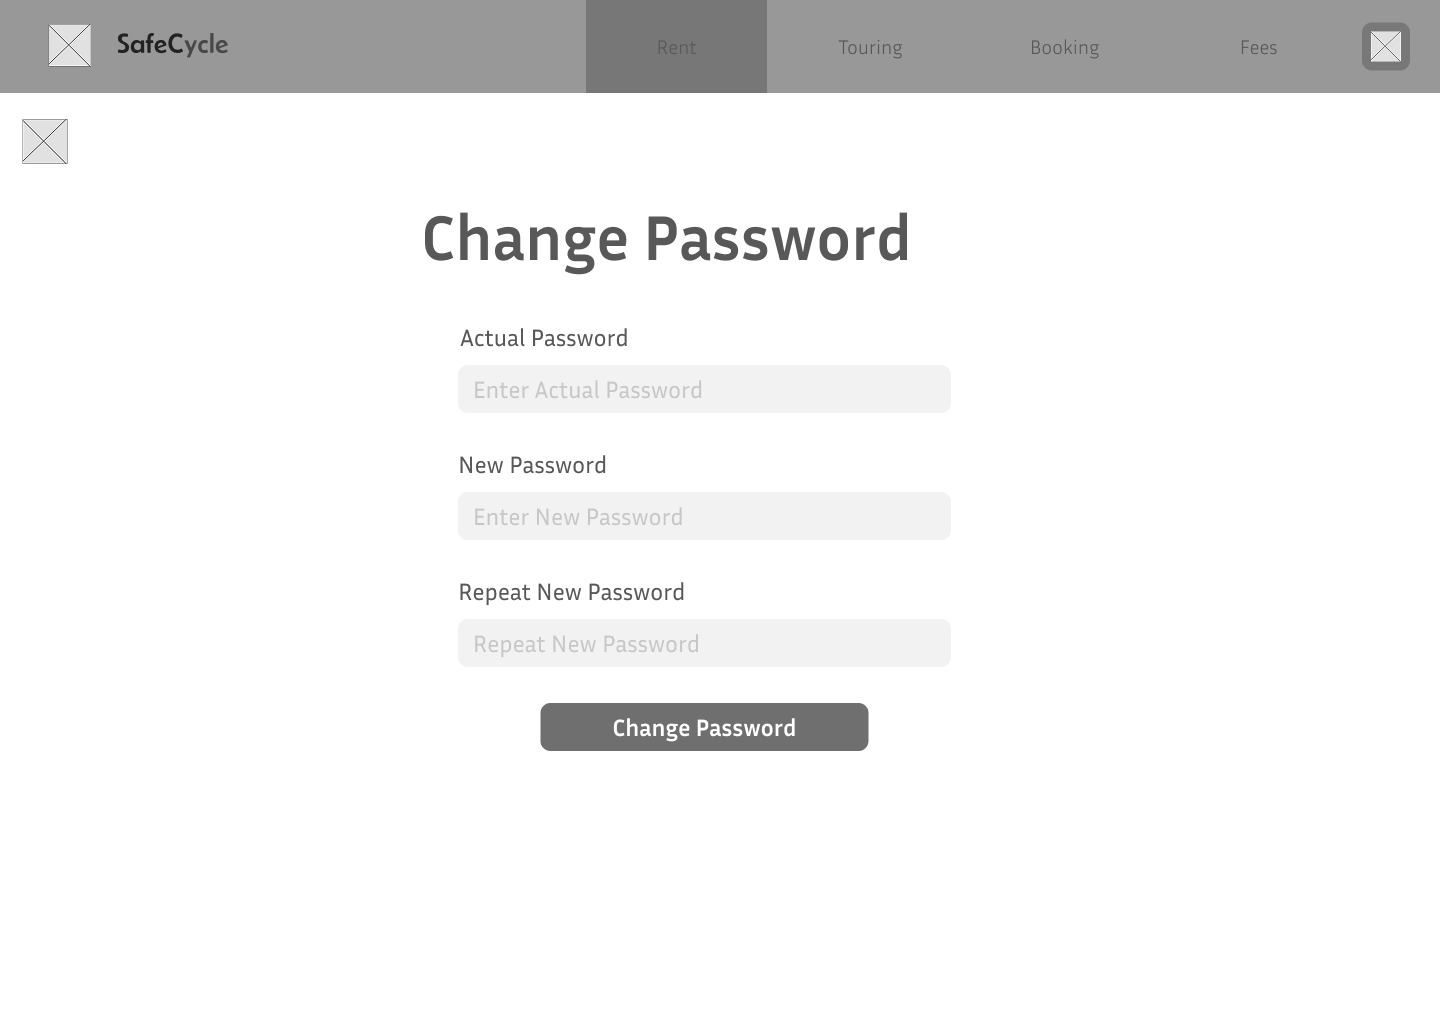 SafeCycle
Rent
Touring
Booking
Fees
Change Password
Actual Password
Enter Actual Password
New Password
Enter New Password
Repeat New Password
Repeat New Password
Change Password